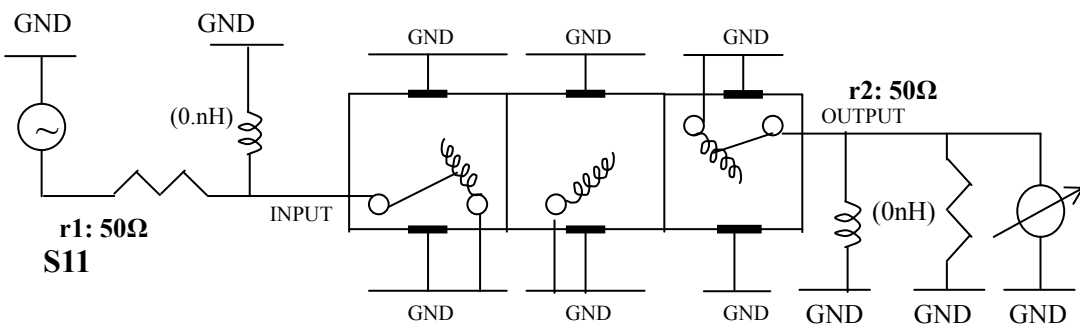 GND
GND
GND
GND
GND
(0.nH)
r2: 50Ω
OUTPUT
INPUT
(0nH)
r1: 50Ω
S11
GND
GND
GND
GND
GND
GND